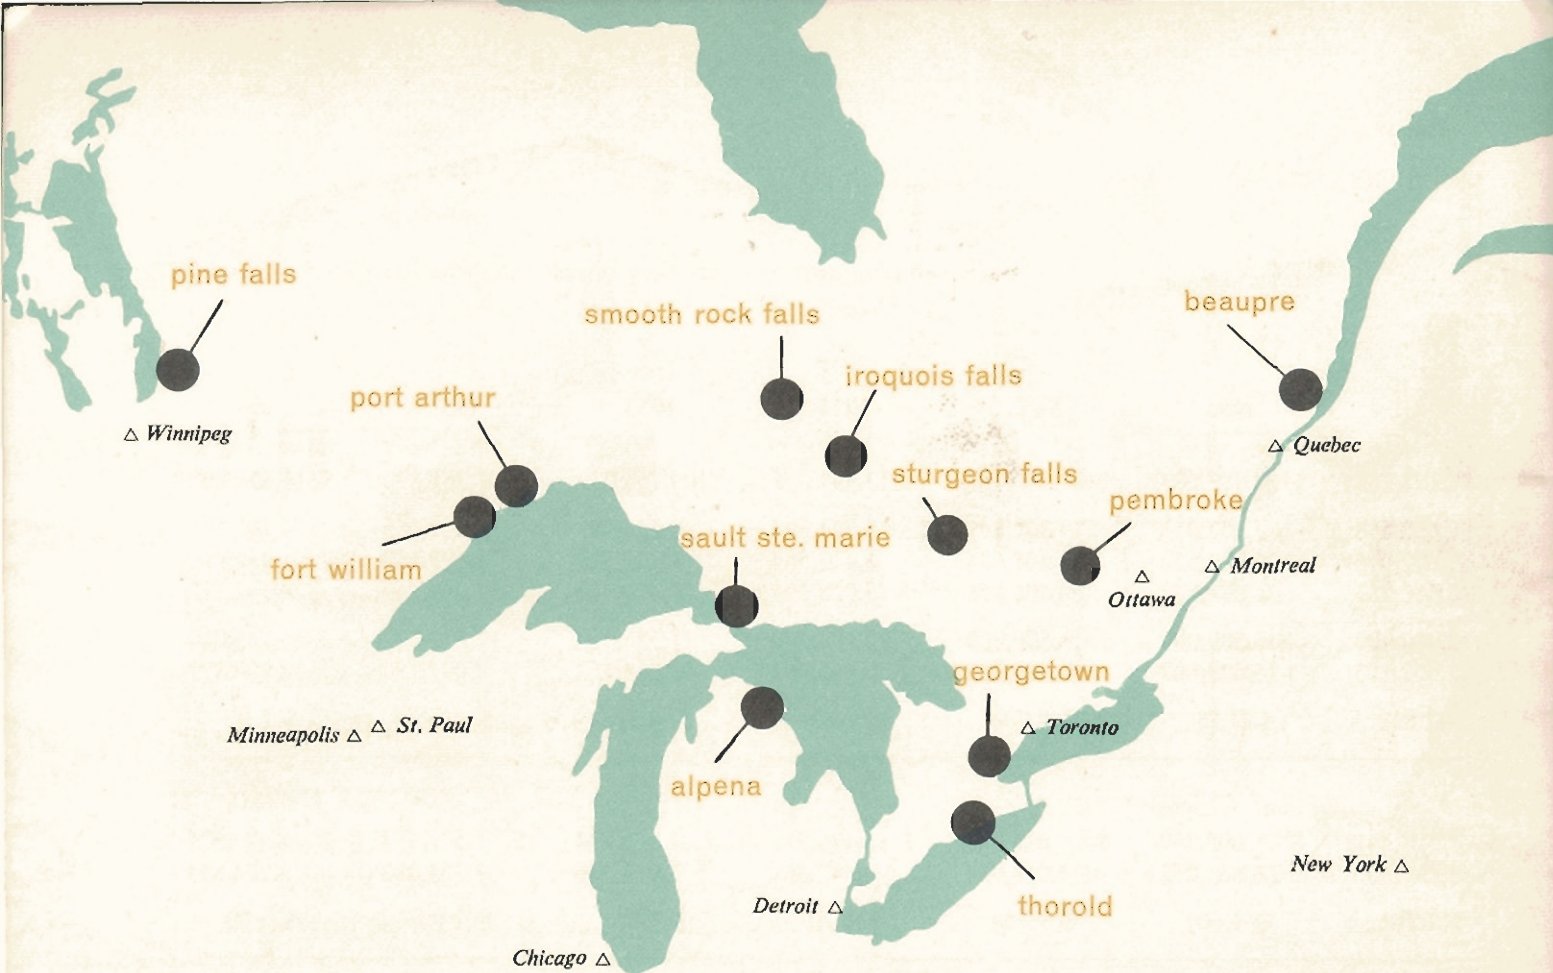 pine falls
beaupre
smooth rock falls
iroquois falls
port arthur
Winnipeg
Quebec
sturgeon falls
pembroke
sault ste. marie
fort william
Montreal
Ottawa
georgetown
Minneapolis
St. Paul
Toronto
alpena
New York
Detroit
thorold
Chicago